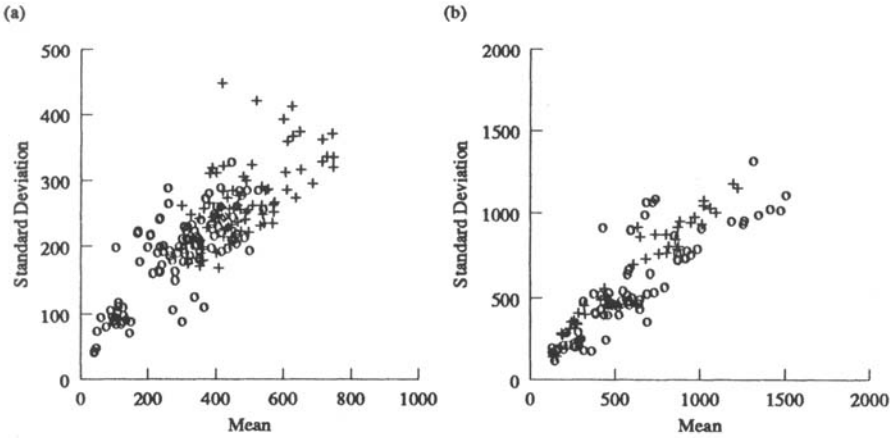 (a)
500
400
300
200
100
0
Standard Deviation
0 200 400 600 800 1000
Mean
(b)
2000
1500
1000
500
0
Standard Deviation
0 500 1000 1500 2000
Mean